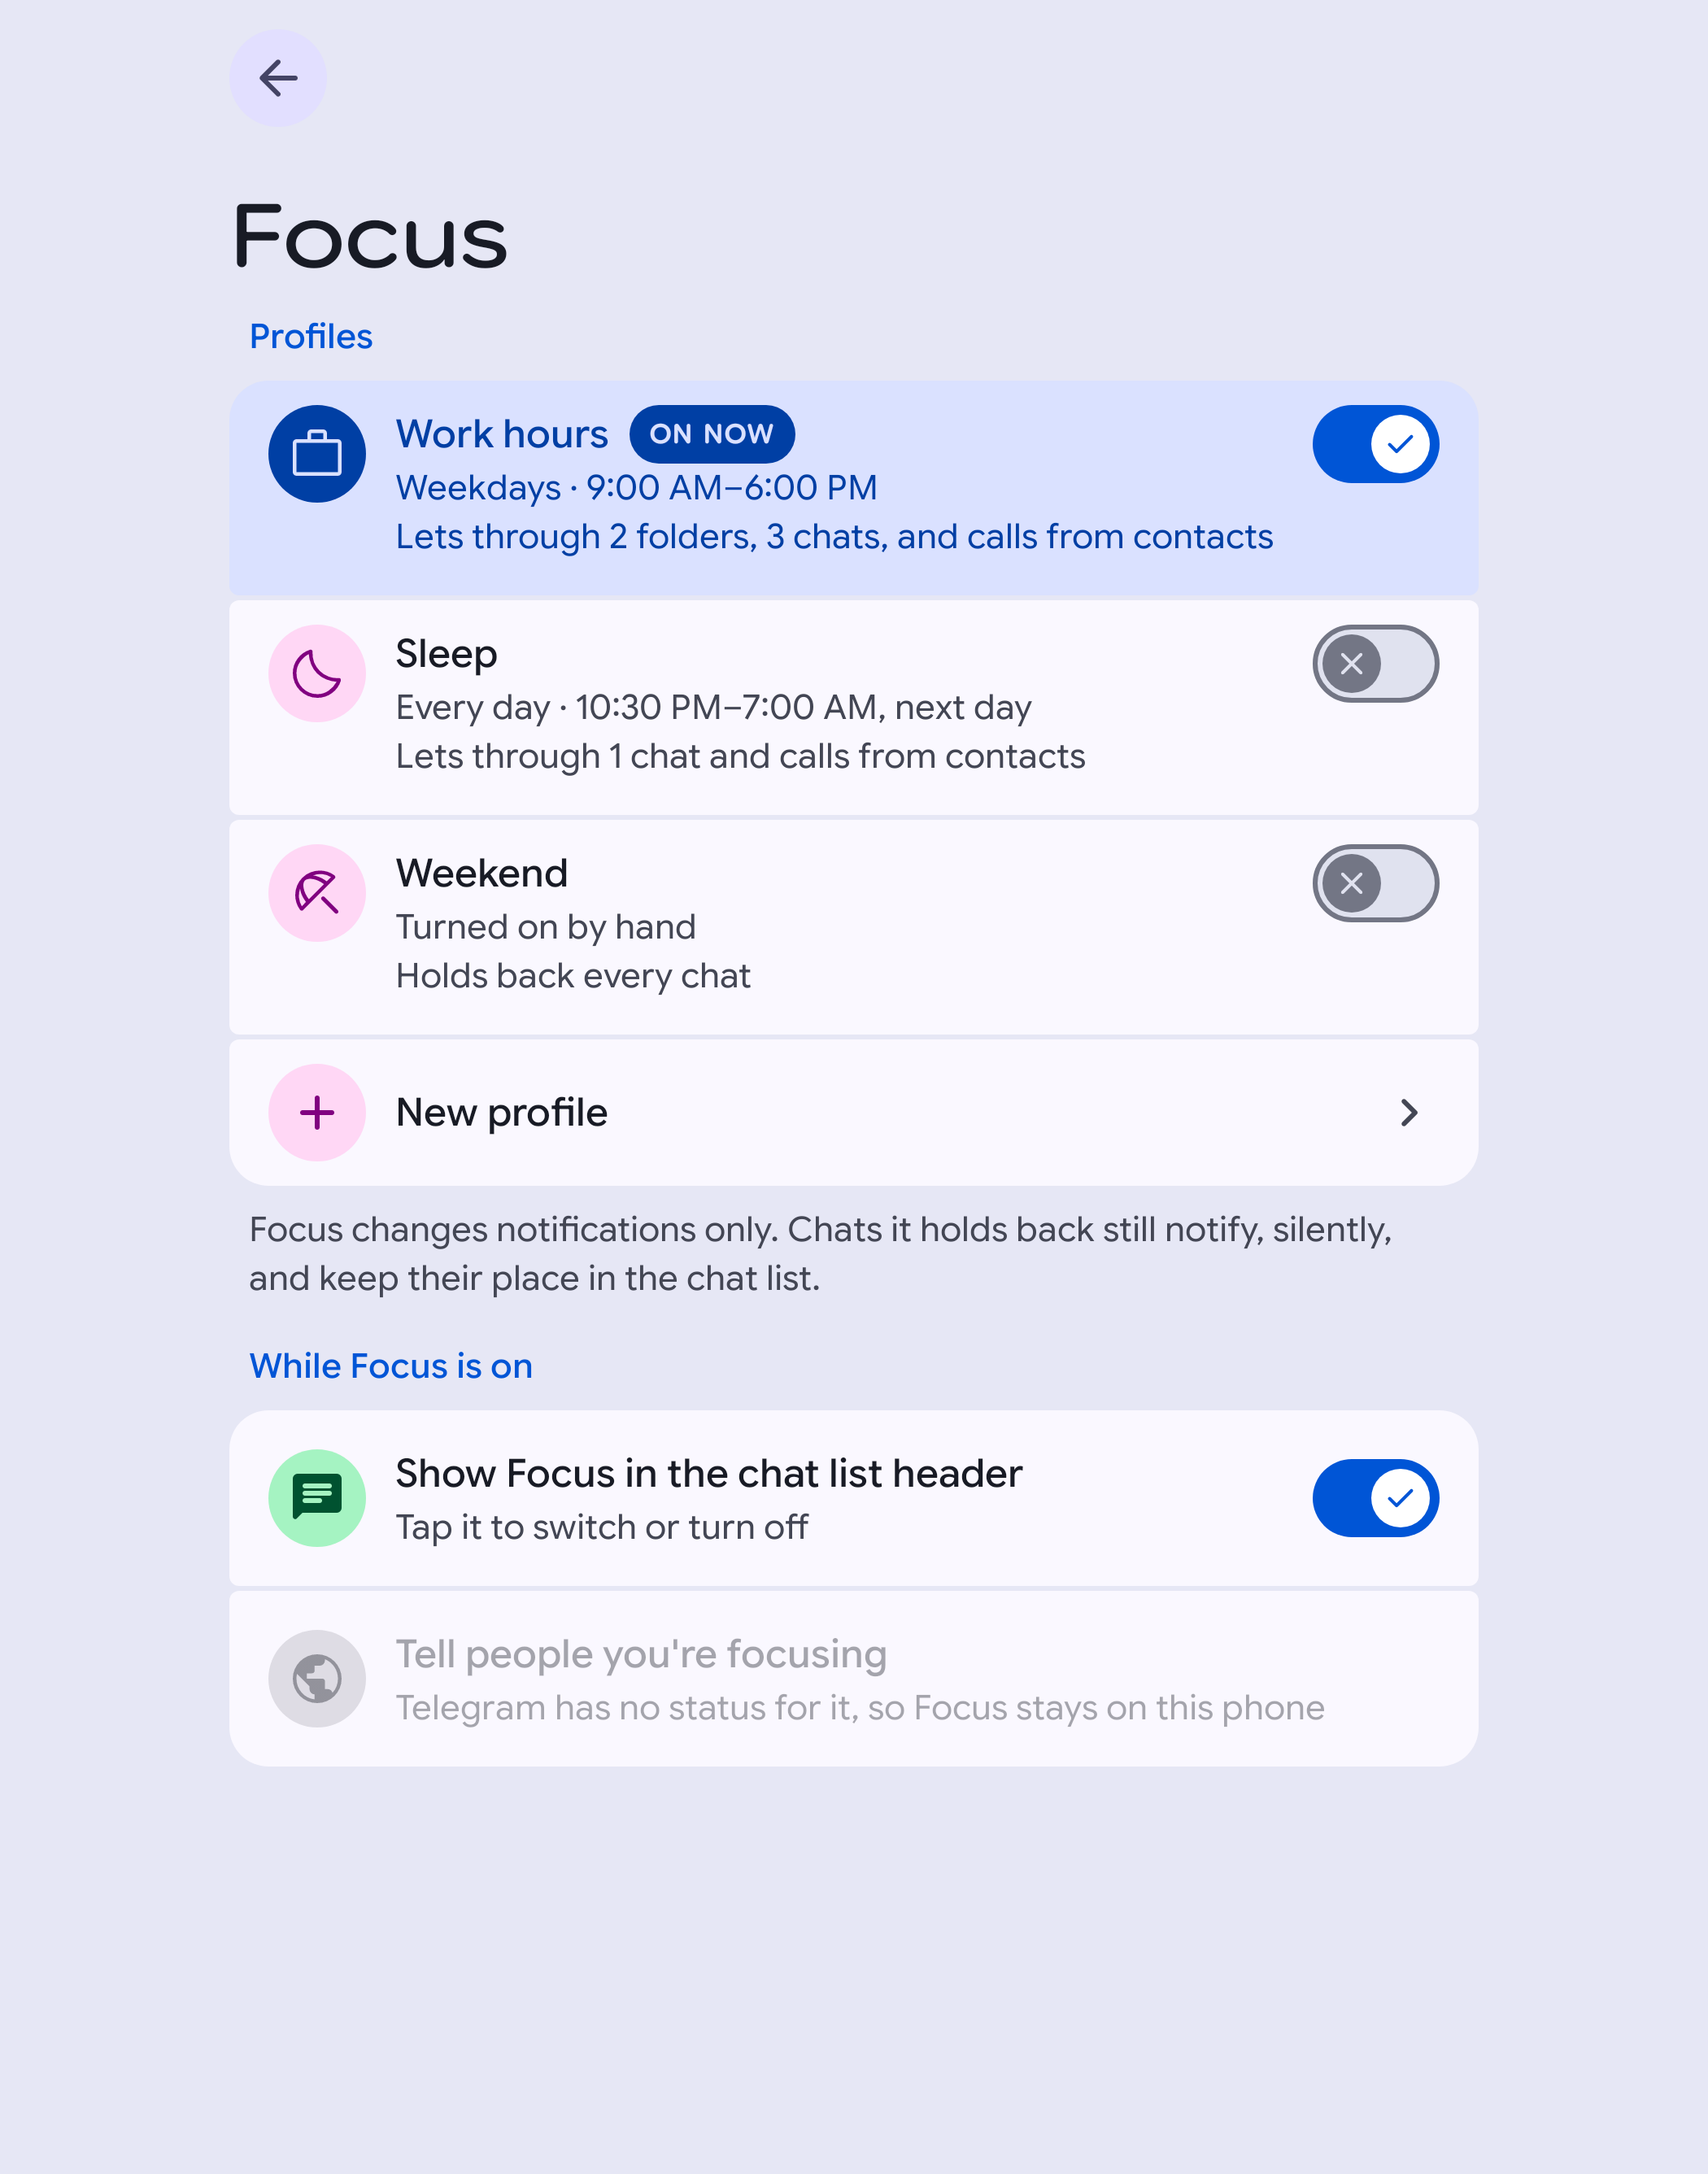 Focus
Profiles
Work hours ON NOW
Weekdays · 9:00 AM–6:00 PM
Lets through 2 folders, 3 chats, and calls from contacts
Sleep
Every day · 10:30 PM–7:00 AM, next day
Lets through 1 chat and calls from contacts
Weekend
Turned on by hand
Holds back every chat
New profile
Focus changes notifications only. Chats it holds back still notify, silently,
and keep their place in the chat list.
While Focus is on
Show Focus in the chat list header
Tap it to switch or turn off
Tell people you're focusing
Telegram has no status for it, so Focus stays on this phone